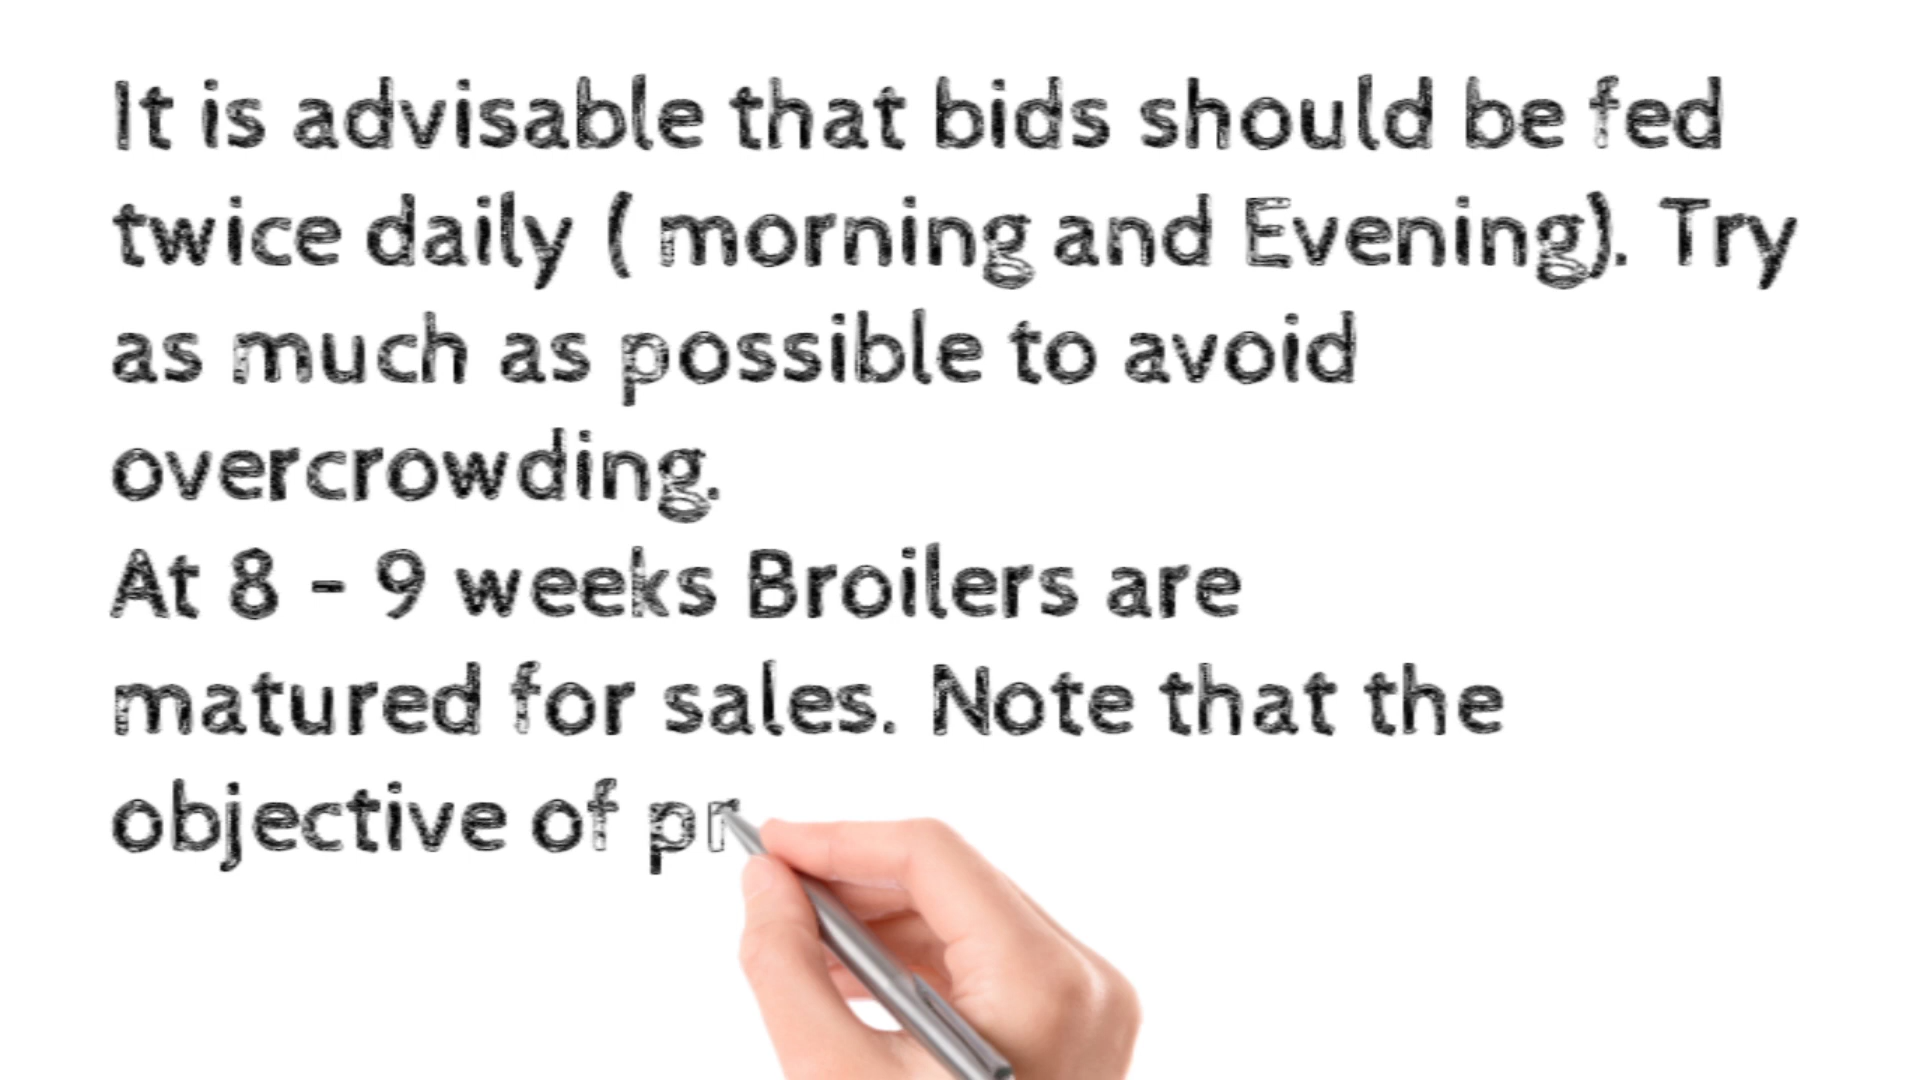 It is advisable that bids should be fed
twice daily ( morning and Evening). Try
as much as possible to avoid
overcrowding.
At 8 - 9 weeks Broilers are
matured for sales. Note that the
objective of pr